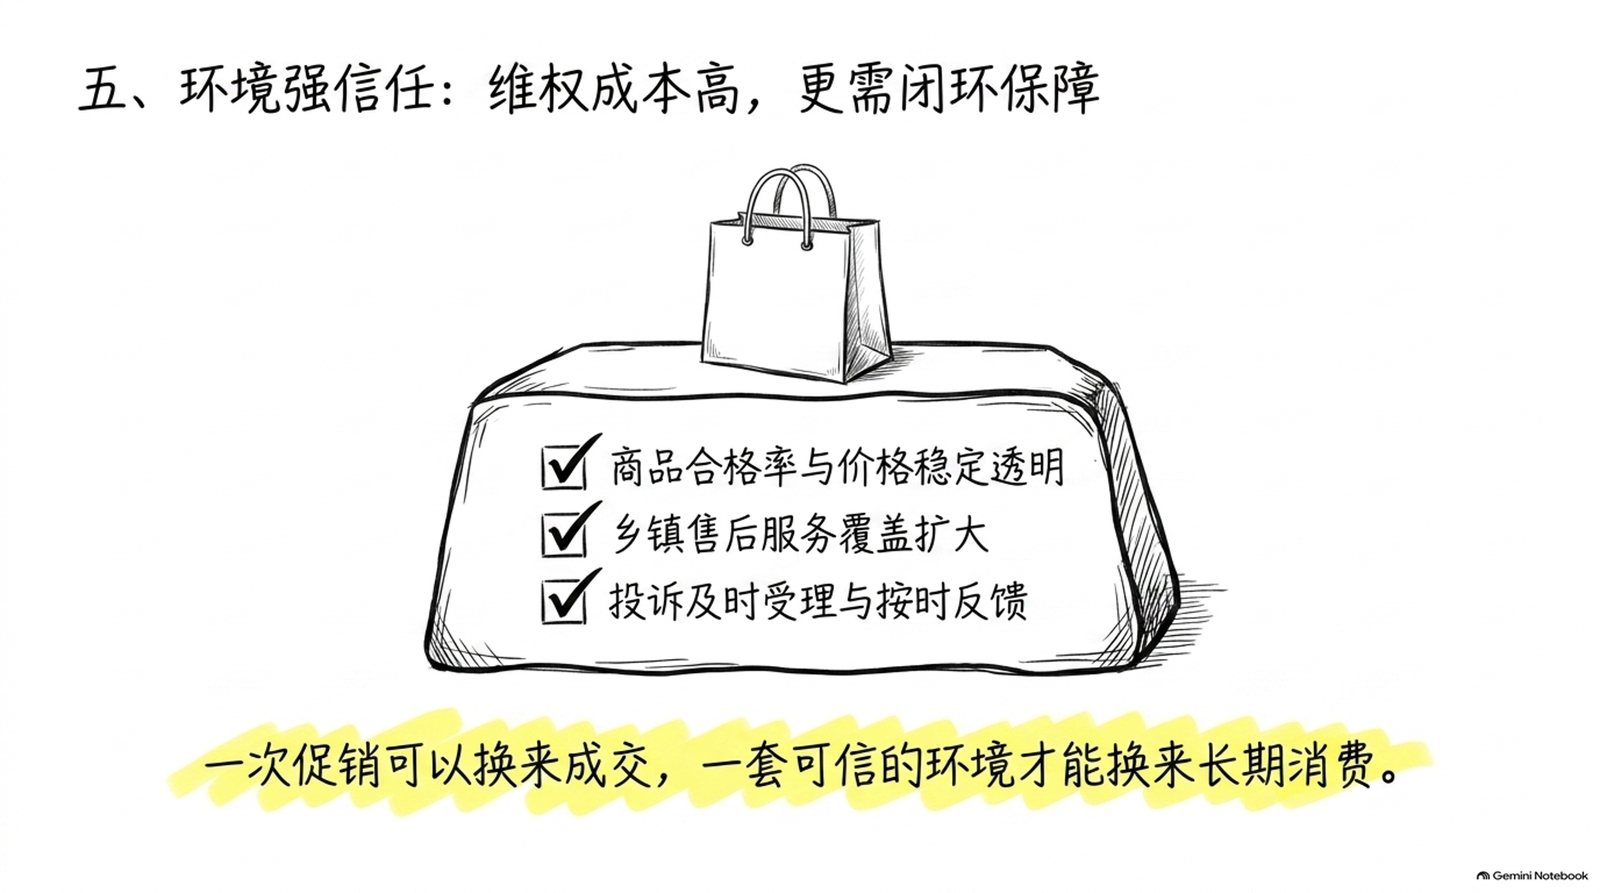 五、环境强信任：维权成本高，更需闭环保障
商品合格率与价格稳定透明
乡镇售后服务覆盖扩大
投诉及时受理与按时反馈
一次促销可以换来成交，一套可信的环境才能换来长期消费。
Gemini Notebook